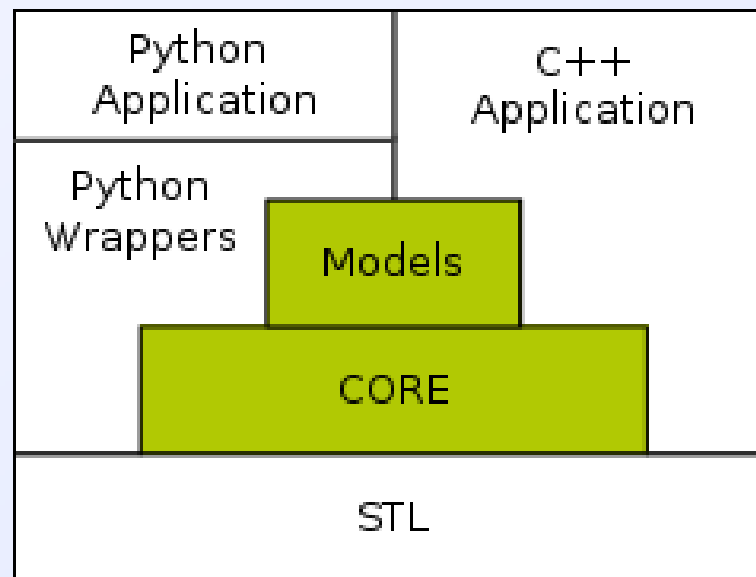 Python
Application
C++
Application
Python
Wrappers
Models
CORE
STL